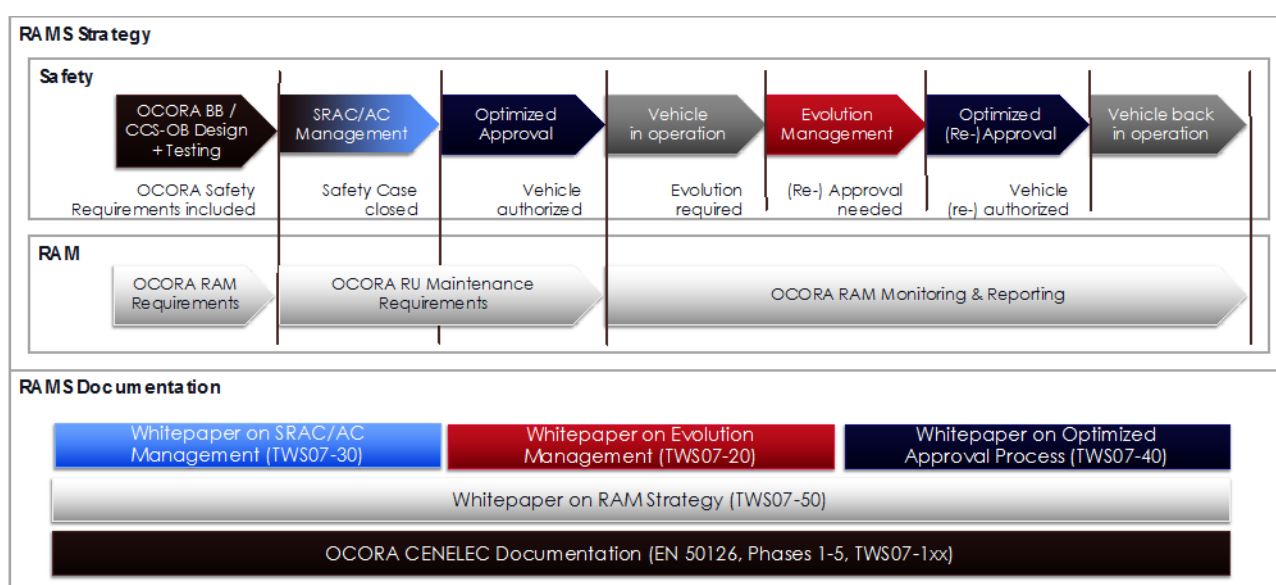 RAMS Strategy
Safety
OCORA BB /
CCS-OB Design
+ Testing
SRAC/AC
Management
Optimized
Approval
Vehicle
in operation
Evolution
Management
Optimized
(Re-)Approval
Vehicle back
in operation
OCORA Safety
Requirements included
Safety Case
closed
Vehicle
authorized
Evolution
required
(Re-) Approval
needed
Vehicle
(re-) authorized
RAM
OCORA RAM
Requirements
OCORA RU Maintenance
Requirements
OCORA RAM Monitoring & Reporting
RAMS Documentation
Whitepaper on SRAC/AC
Management (TWS07-30)
Whitepaper on Evolution
Management (TWS07-20)
Whitepaper on Optimized
Approval Process (TWS07-40)
Whitepaper on RAM Strategy (TWS07-50)
OCORA CENELEC Documentation (EN 50126, Phases 1-5, TWS07-1xx)